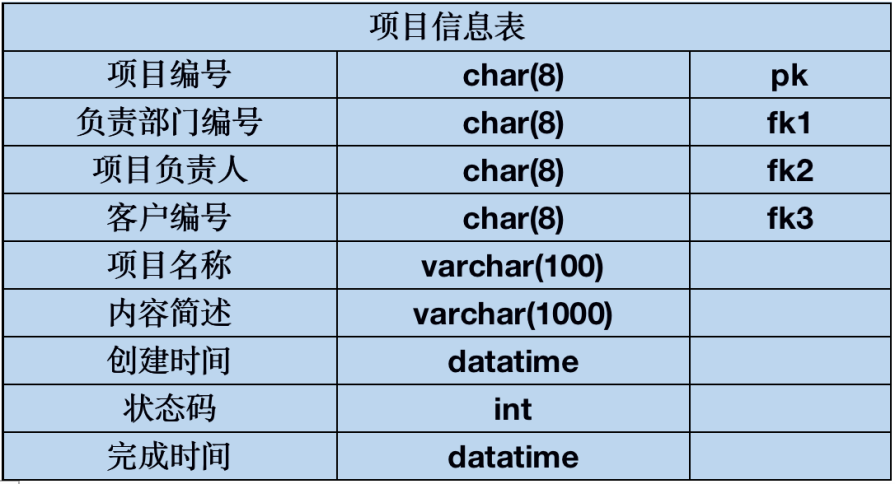 项目信息表
项目编号 char(8) pk
负责部门编号 char(8) fk1
项目负责人 char(8) fk2
客户编号 char(8) fk3
项目名称 varchar(100)
内容简述 varchar(1000)
创建时间 datatime
状态码 int
完成时间 datatime